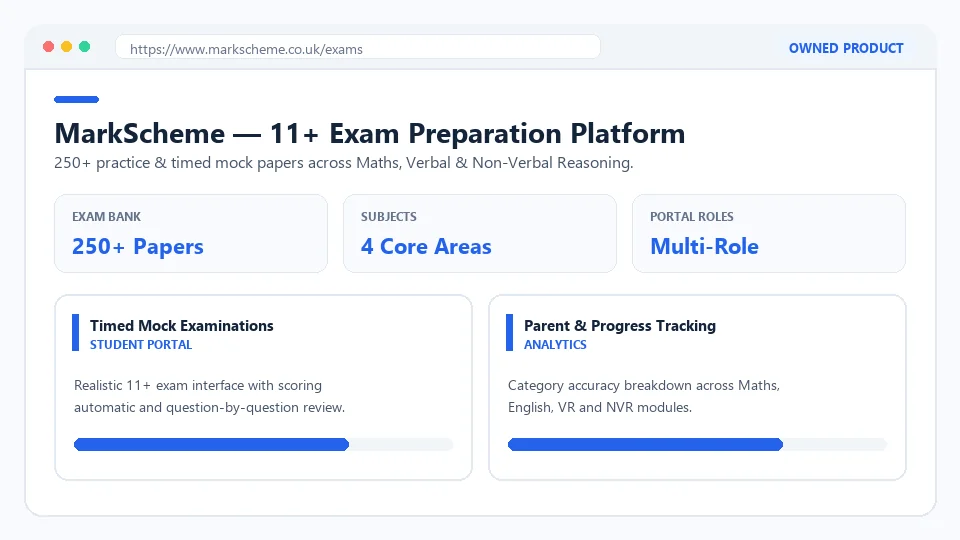 https://www.markscheme.co.uk/exams
OWNED PRODUCT
MarkScheme — 11+ Exam Preparation Platform
250+ practice & timed mock papers across Maths, Verbal & Non-Verbal Reasoning.
EXAM BANK
250+ Papers
SUBJECTS
4 Core Areas
PORTAL ROLES
Multi-Role
Timed Mock Examinations
STUDENT PORTAL
Realistic 11+ exam interface with scoring
automatic and question-by-question review.
Parent & Progress Tracking
ANALYTICS
Category accuracy breakdown across Maths,
English, VR and NVR modules.